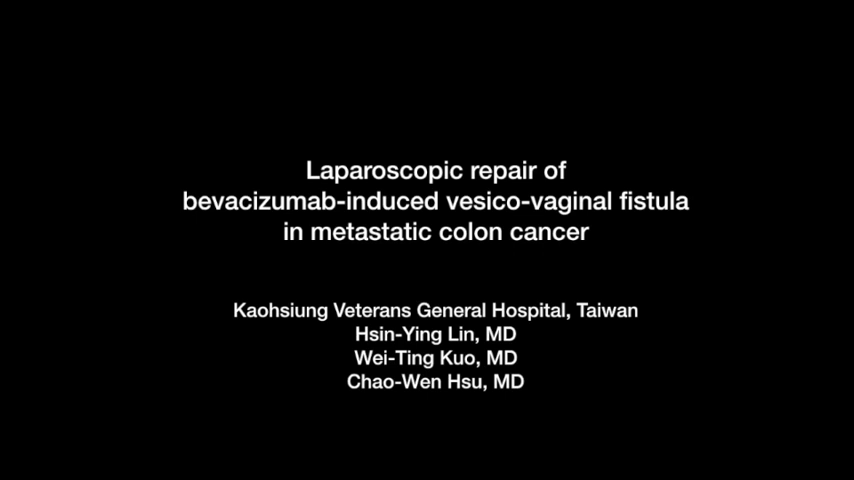 Laparoscopic repair of
bevacizumab-induced vesico-vaginal fistula
in metastatic colon cancer
Kaohsiung Veterans General Hospital, Taiwan
Hsin-Ying Lin, MD
Wei-Ting Kuo, MD
Chao-Wen Hsu, MD